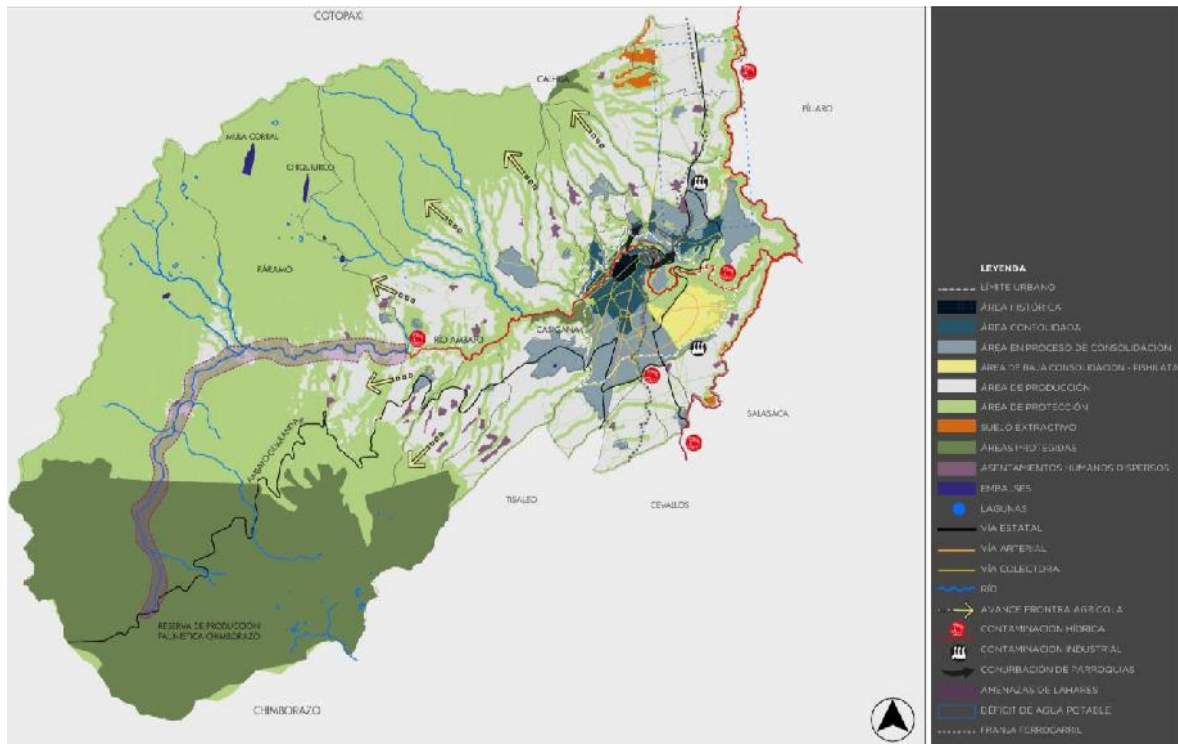 COTOPAXI
PÍLLARO
MULA CORRAL
CHIQUIURCO
PÁRAMO
CASIGANA
RÍO AMBATO
AMBATO-GUARANDA
SALASACA
TISALEO
CEVALLOS
RESERVA DE PRODUCCIÓN
CHIMBORAZO
CHIMBORAZO
LEYENDA
LÍMITE URBANO
ÁREA HISTÓRICA
ÁREA CONSOLIDADA
ÁREA EN PROCESO DE CONSOLIDACIÓN
ÁREA DE BAJA CONSOLIDACIÓN - PISHILATA
ÁREA DE PRODUCCIÓN
ÁREA DE PROTECCIÓN
SUELO EXTRACTIVO
ÁREAS PROTEGIDAS
ASENTAMIENTOS HUMANOS DISPERSOS
EMBALSES
LAGUNAS
VÍA ESTATAL
VÍA ARTERIAL
VÍA COLECTORA
RÍO
AVANCE FRONTRA AGRÍCOLA
CONTAMINACIÓN HÍDRICA
CONTAMINACIÓN INDUSTRIAL
CONURBACIÓN DE PARROQUIAS
AMENAZAS DE LAHARES
DÉFICIT DE AGUA POTABLE
FRANJA FERROCARRIL